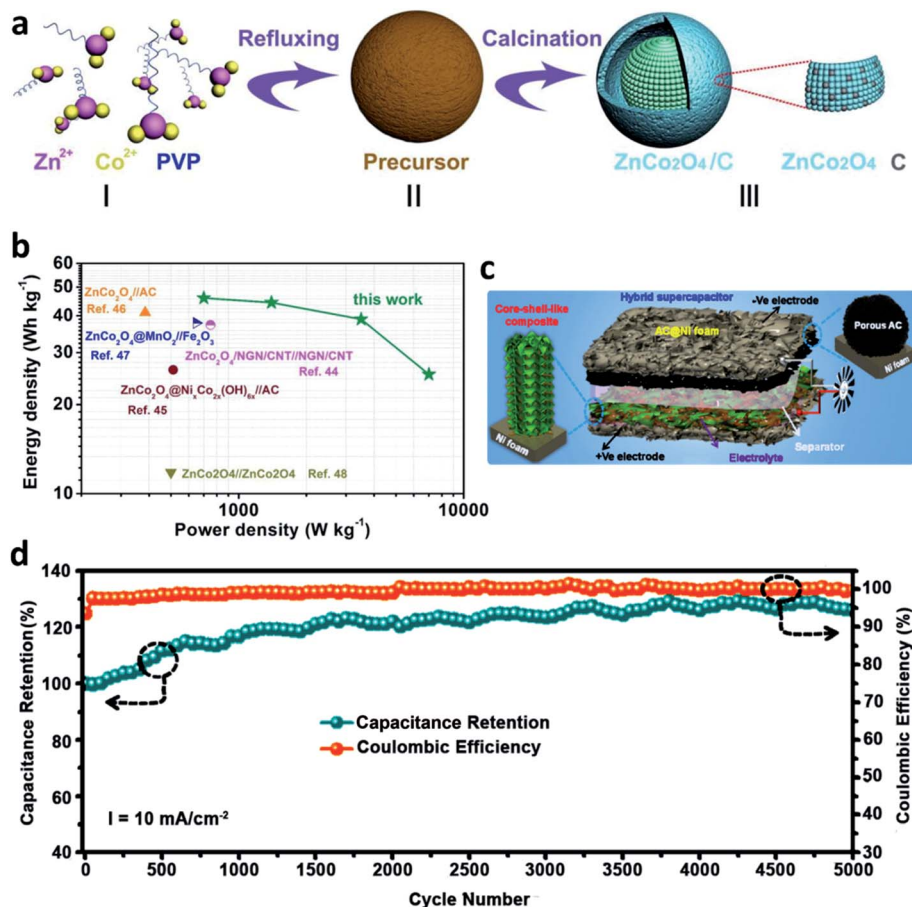 a
Refluxing
Calcination
Zn²⁺ Co²⁺ PVP
Precursor
ZnCo₂O₄/C
ZnCo₂O₄ C
I
II
III
b
Energy density (Wh kg⁻¹)
60
50
40
30
20
10
ZnCo₂O₄//AC
Ref. 46
this work
ZnCo₂O₄@MnO₂//Fe₂O₃
Ref. 47
ZnCo₂O₄/NGN/CNT//NGN/CNT
Ref. 44
ZnCo₂O₄@NiₓCo₂ₓ(OH)₆ₓ//AC
Ref. 45
ZnCo2O4//ZnCo2O4 Ref. 48
1000
10000
Power density (W kg⁻¹)
c
Hybrid supercapacitor
-Ve electrode
Core-shell-like
composite
AC@Ni foam
Porous AC
Ni foam
Ni foam
Separator
+Ve electrode
Electrolyte
d
Capacitance Retention(%)
140
120
100
80
60
40
Capacitance Retention
Coulombic Efficiency
I = 10 mA/cm⁻²
0 500 1000 1500 2000 2500 3000 3500 4000 4500 5000
Cycle Number
100
90
80
70
60
50
40
30
Coulombic Efficiency (%)